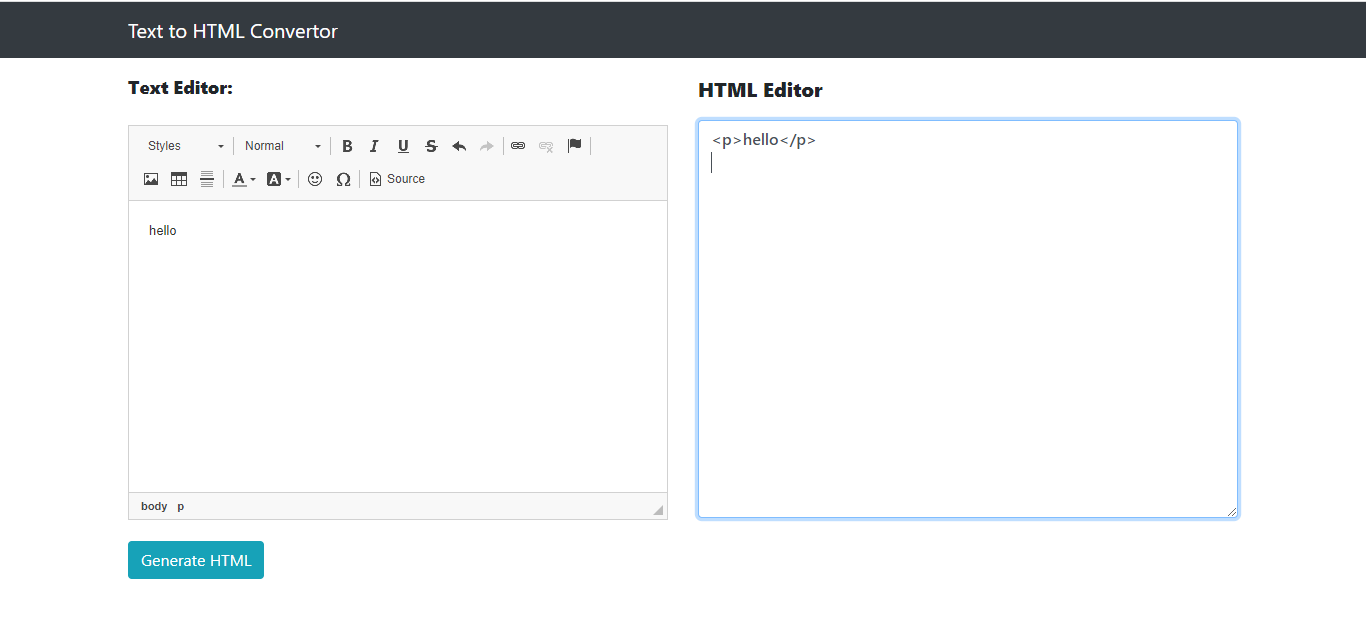 Text to HTML Convertor
Text Editor:
HTML Editor
Styles Normal B I U S
A A Ω Source
hello
<p>hello</p>
body p
Generate HTML